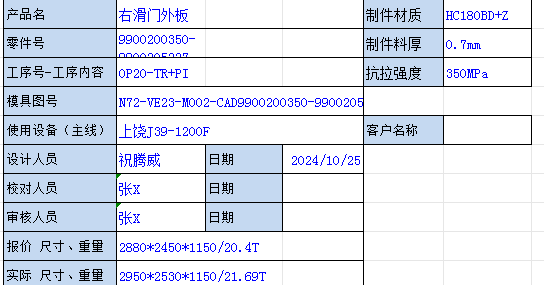 产品名 右滑门外板 制件材质 HC180BD+Z
零件号 9900200350- 制件料厚 0.7mm
工序号-工序内容 OP20-TR+PI 抗拉强度 350MPa
模具图号 N72-VE23-M002-CAD9900200350-9900205
使用设备（主线） 上饶J39-1200F 客户名称
设计人员 祝腾威 日期 2024/10/25
校对人员 张X 日期
审核人员 张X 日期
报价 尺寸、重量 2880*2450*1150/20.4T
实际 尺寸、重量 2950*2530*1150/21.69T